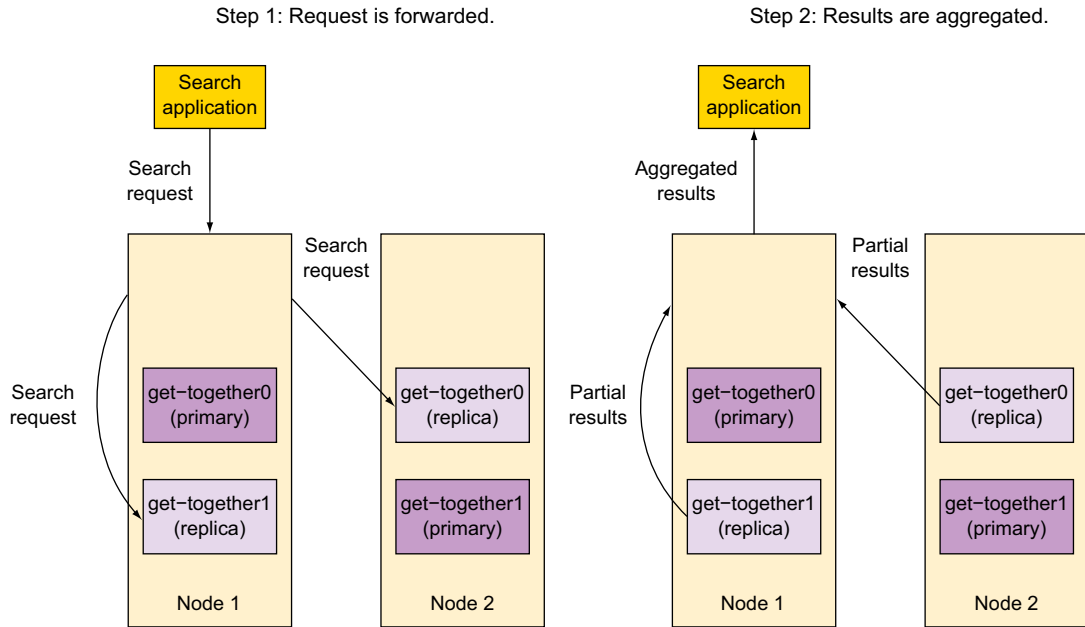 Step 1: Request is forwarded.
Search
application
Search
request
Search
request
Search
request
get−together0
(primary)
get−together1
(replica)
Node 1
get−together0
(replica)
get−together1
(primary)
Node 2
Step 2: Results are aggregated.
Search
application
Aggregated
results
Partial
results
Partial
results
get−together0
(primary)
get−together1
(replica)
Node 1
get−together0
(replica)
get−together1
(primary)
Node 2